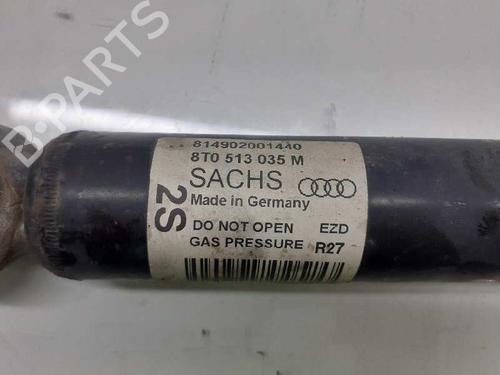 B-PARTS
814902001440
8T0 513 035 M
SACHS
Made in Germany
2S
DO NOT OPEN EZD
GAS PRESSURE R27